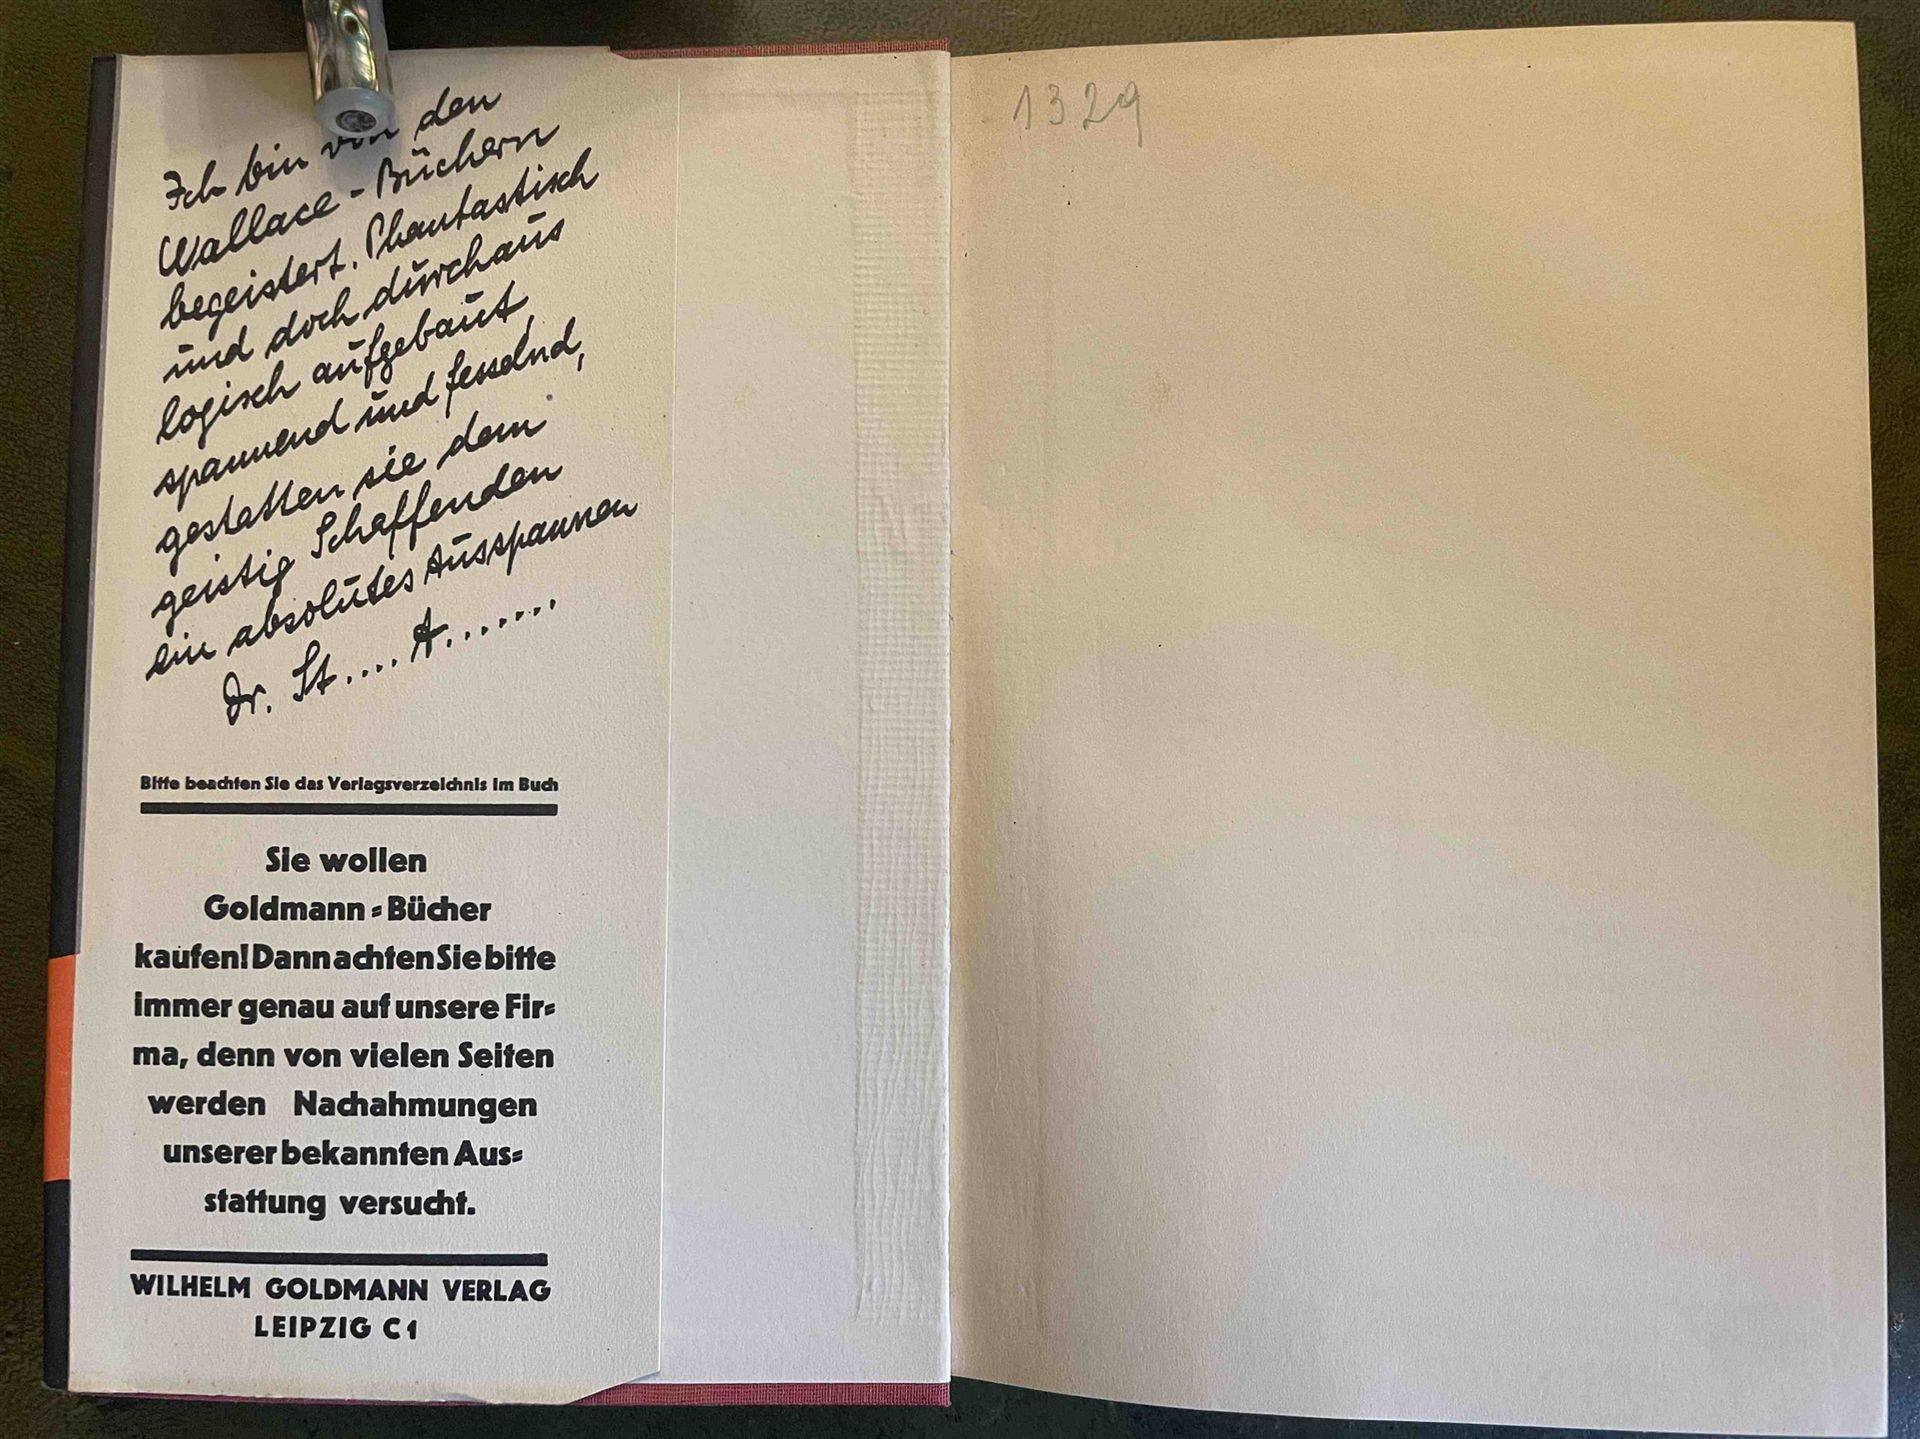 Ich bin von den
Wallace-Büchern
begeistert. Phantastisch
und doch durchaus
logisch aufgebaut,
spannend und fesselnd,
gestatten sie dem
geistig Schaffenden
ein absolutes Ausspannen
Dr. St.... A.......
Bitte beachten Sie das Verlagsverzeichnis im Buch
Sie wollen
Goldmann-Bücher
kaufen! Dann achten Sie bitte
immer genau auf unsere Fir-
ma, denn von vielen Seiten
werden Nachahmungen
unserer bekannten Aus-
stattung versucht.
WILHELM GOLDMANN VERLAG
LEIPZIG C1
1329